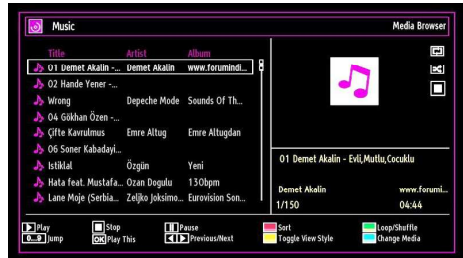 Music
Media Browser
Title Artist Album
01 Demet Akalin -... Demet Akalin www.forumindi...
02 Hande Yener -...
Wrong Depeche Mode Sounds Of Th...
04 Gökhan Özen -...
Çifte Kavrulmus Emre Altug Emre Altugdan
06 Soner Kabadayi...
Istiklal Özgün Yeni
Hata feat. Mustafa... Ozan Dogulu 130bpm
Lane Moje (Serbia... Zeljko Joksimo... Eurovision Son...
01 Demet Akalin - Evli,Mutlu,Cocuklu
Demet Akalin www.forumi...
1/150 04:44
Play Stop Pause Sort Loop/Shuffle
0...9 Jump OK Play This Previous/Next Toggle View Style Change Media